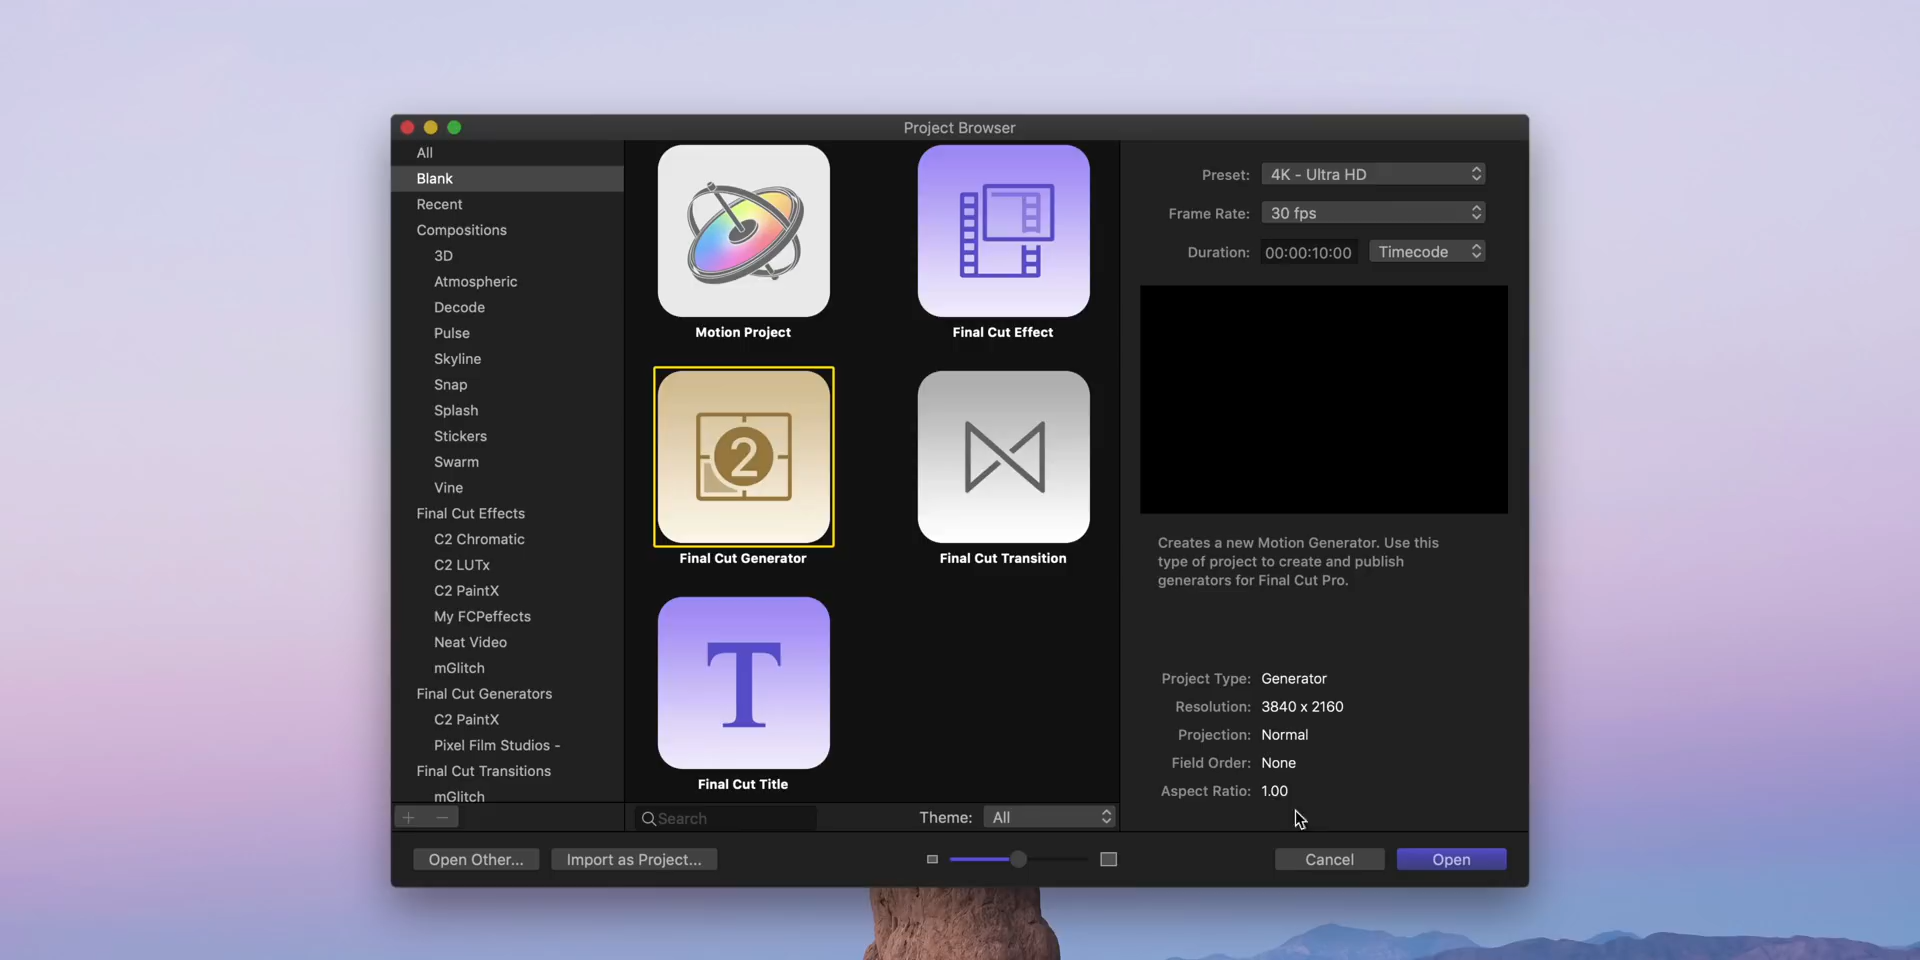 Project Browser
All
Blank
Recent
Compositions
3D
Atmospheric
Decode
Pulse
Skyline
Snap
Splash
Stickers
Swarm
Vine
Final Cut Effects
C2 Chromatic
C2 LUTx
C2 PaintX
My FCPeffects
Neat Video
mGlitch
Final Cut Generators
C2 PaintX
Pixel Film Studios -
Final Cut Transitions
mGlitch
Motion Project
Final Cut Effect
2
Final Cut Generator
Final Cut Transition
T
Final Cut Title
Search
Theme: All
Preset: 4K - Ultra HD
Frame Rate: 30 fps
Duration: 00:00:10:00 Timecode
Creates a new Motion Generator. Use this
type of project to create and publish
generators for Final Cut Pro.
Project Type: Generator
Resolution: 3840 x 2160
Projection: Normal
Field Order: None
Aspect Ratio: 1.00
Open Other...
Import as Project...
Cancel
Open